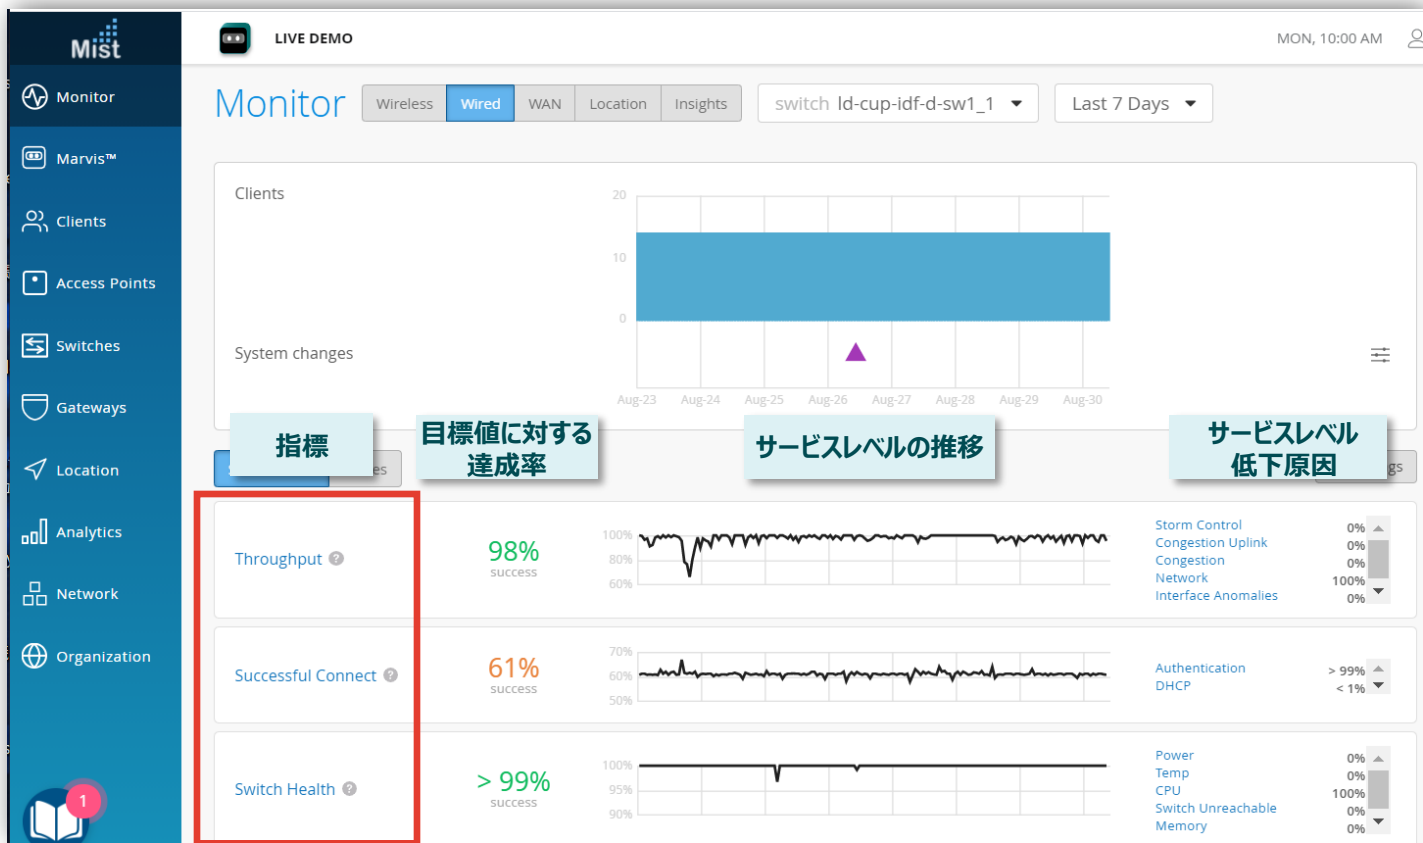 Mist
LIVE DEMO
MON, 10:00 AM
Monitor
Marvis™
Clients
Access Points
Switches
Gateways
Location
Analytics
Network
Organization
1
Monitor
Wireless
Wired
WAN
Location
Insights
switch ld-cup-idf-d-sw1_1
Last 7 Days
Clients
20
10
0
System changes
Aug-23
Aug-24
Aug-25
Aug-26
Aug-27
Aug-28
Aug-29
Aug-30
指標
目標値に対する
達成率
サービスレベルの推移
サービスレベル
低下原因
Throughput
98%
success
100%
80%
60%
Storm Control 0%
Congestion Uplink 0%
Congestion 0%
Network 100%
Interface Anomalies 0%
Successful Connect
61%
success
70%
60%
50%
Authentication > 99%
DHCP < 1%
Switch Health
> 99%
success
100%
95%
90%
Power 0%
Temp 0%
CPU 100%
Switch Unreachable 0%
Memory 0%